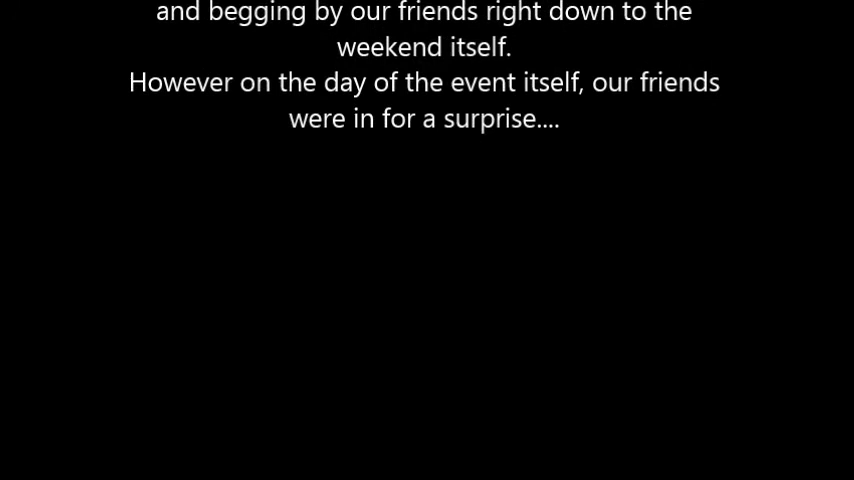 and begging by our friends right down to the
weekend itself.
However on the day of the event itself, our friends
were in for a surprise....